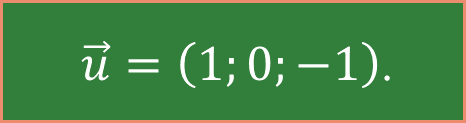 𝑢⃗ = (1; 0; −1).